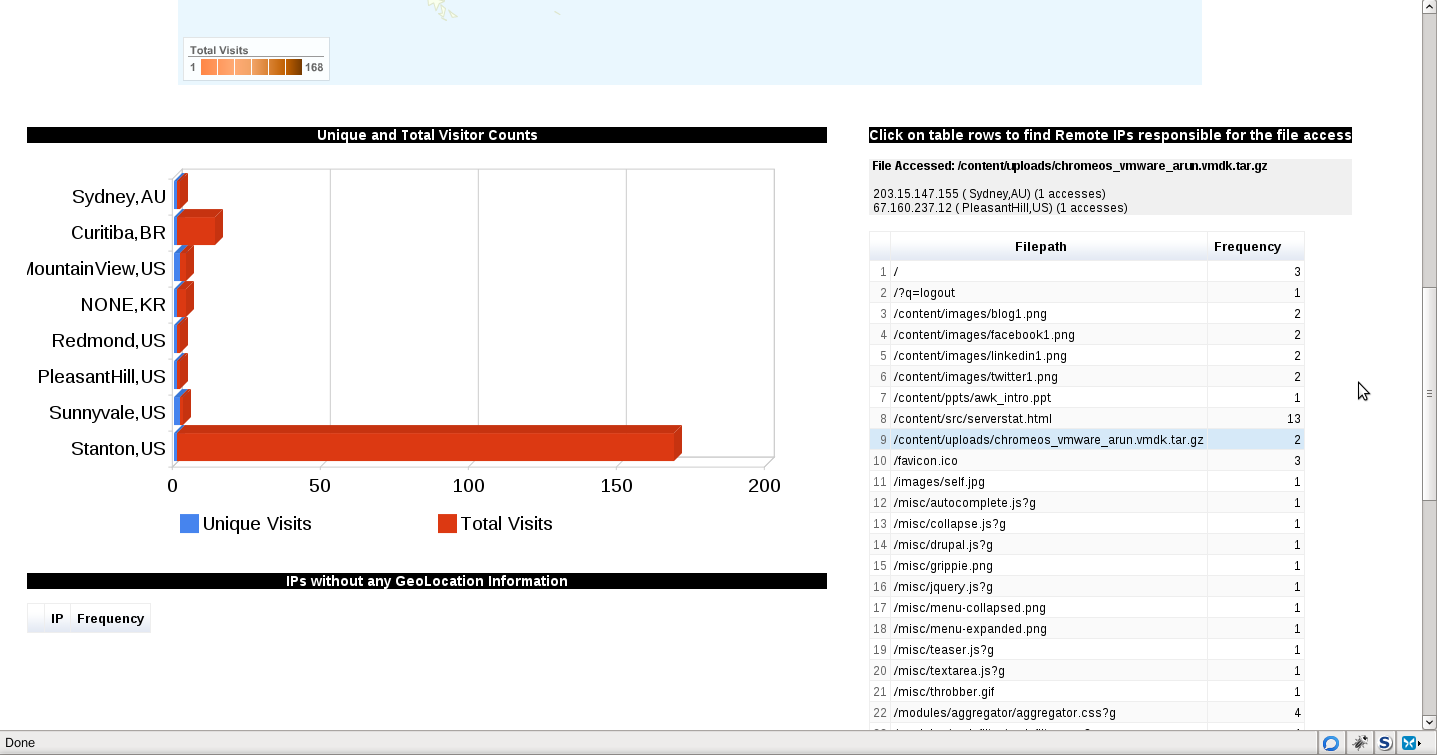 Total Visits
1 168
Unique and Total Visitor Counts
Sydney,AU
Curitiba,BR
MountainView,US
NONE,KR
Redmond,US
PleasantHill,US
Sunnyvale,US
Stanton,US
0 50 100 150 200
Unique Visits Total Visits
IPs without any GeoLocation Information
IP Frequency
Click on table rows to find Remote IPs responsible for the file access
File Accessed: /content/uploads/chromeos_vmware_arun.vmdk.tar.gz
203.15.147.155 ( Sydney,AU) (1 accesses)
67.160.237.12 ( PleasantHill,US) (1 accesses)
Filepath Frequency
1 / 3
2 /?q=logout 1
3 /content/images/blog1.png 2
4 /content/images/facebook1.png 2
5 /content/images/linkedin1.png 2
6 /content/images/twitter1.png 2
7 /content/ppts/awk_intro.ppt 1
8 /content/src/serverstat.html 13
9 /content/uploads/chromeos_vmware_arun.vmdk.tar.gz 2
10 /favicon.ico 3
11 /images/self.jpg 1
12 /misc/autocomplete.js?g 1
13 /misc/collapse.js?g 1
14 /misc/drupal.js?g 1
15 /misc/grippie.png 1
16 /misc/jquery.js?g 1
17 /misc/menu-collapsed.png 1
18 /misc/menu-expanded.png 1
19 /misc/teaser.js?g 1
20 /misc/textarea.js?g 1
21 /misc/throbber.gif 1
22 /modules/aggregator/aggregator.css?g 4
Done